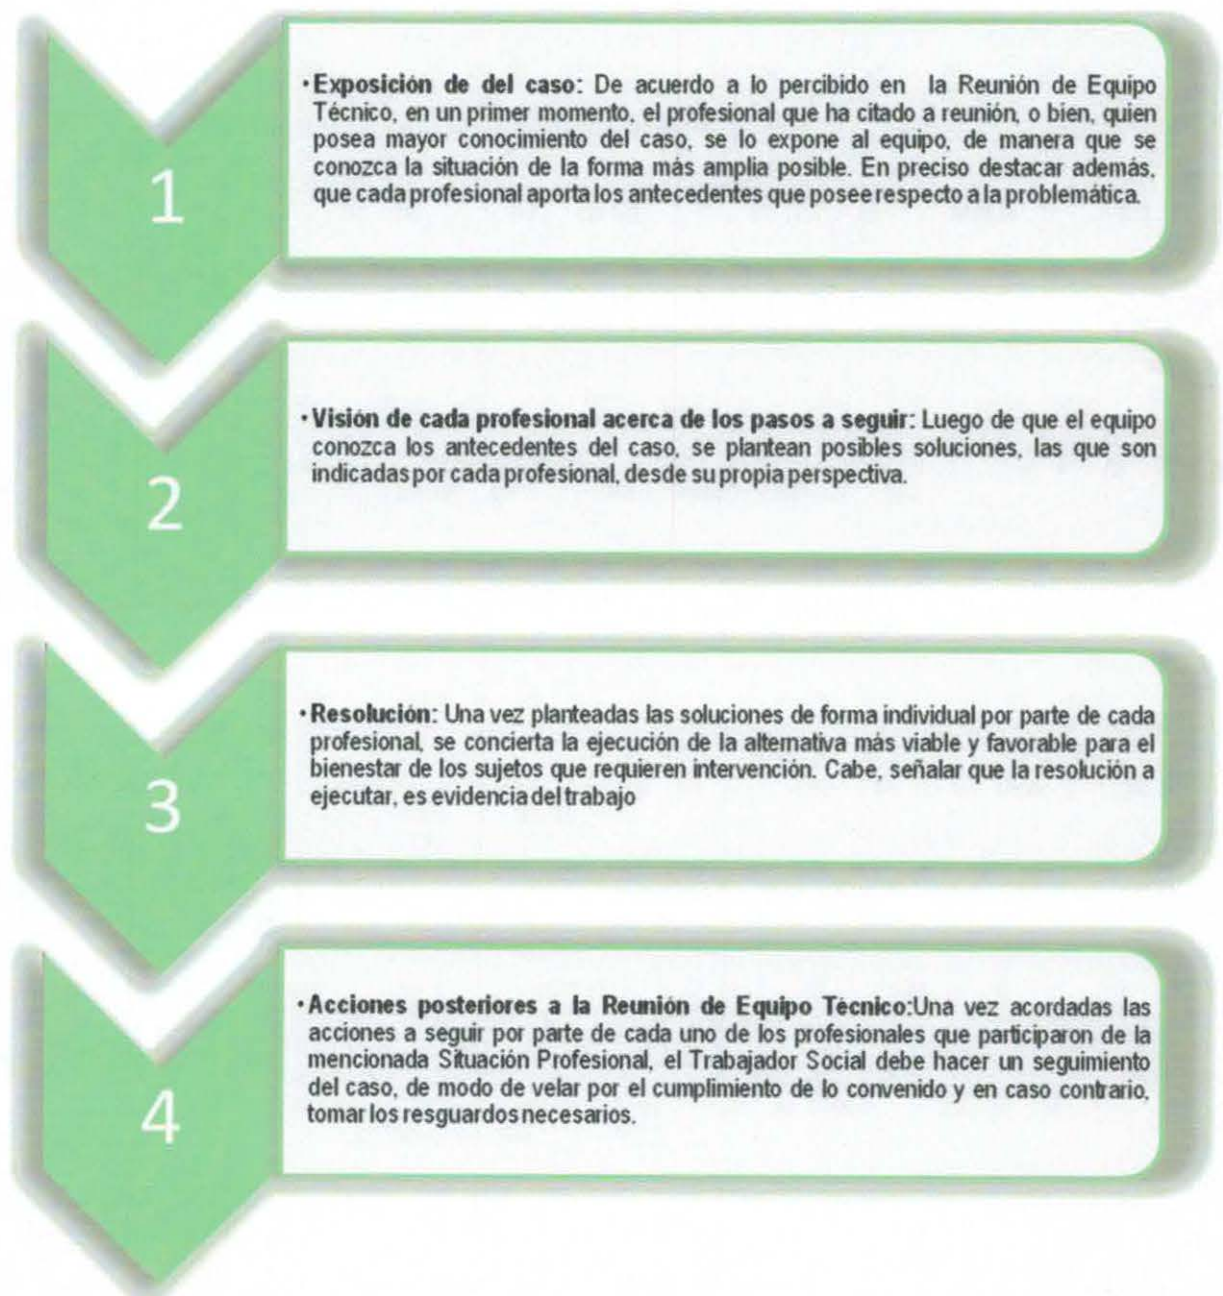 1
•Exposición de del caso: De acuerdo a lo percibido en la Reunión de Equipo
Técnico, en un primer momento, el profesional que ha citado a reunión, o bien, quien
posea mayor conocimiento del caso, se lo expone al equipo, de manera que se
conozca la situación de la forma más amplia posible. En preciso destacar además,
que cada profesional aporta los antecedentes que posee respecto a la problemática.
2
•Visión de cada profesional acerca de los pasos a seguir: Luego de que el equipo
conozca los antecedentes del caso, se plantean posibles soluciones, las que son
indicadas por cada profesional, desde su propia perspectiva.
3
•Resolución: Una vez planteadas las soluciones de forma individual por parte de cada
profesional, se concierta la ejecución de la alternativa más viable y favorable para el
bienestar de los sujetos que requieren intervención. Cabe, señalar que la resolución a
ejecutar, es evidencia del trabajo
4
•Acciones posteriores a la Reunión de Equipo Técnico:Una vez acordadas las
acciones a seguir por parte de cada uno de los profesionales que participaron de la
mencionada Situación Profesional, el Trabajador Social debe hacer un seguimiento
del caso, de modo de velar por el cumplimiento de lo convenido y en caso contrario,
tomar los resguardos necesarios.